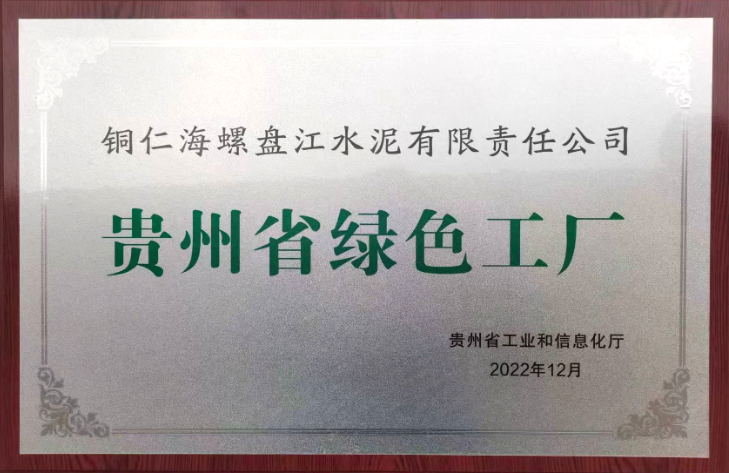 铜仁海螺盘江水泥有限责任公司
贵州省绿色工厂
贵州省工业和信息化厅
2022年12月